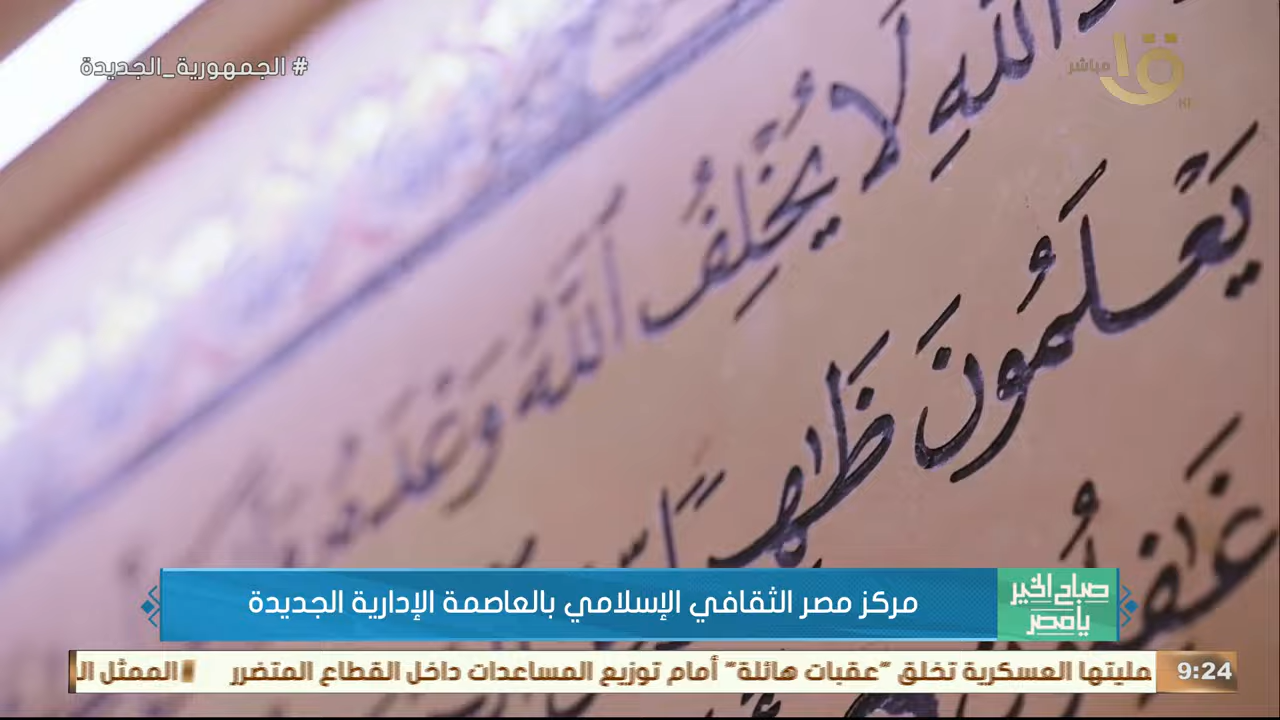 # الجمهورية_الجديدة
مباشر
ٱللَّهِ لَا يُخْلِفُ ٱللَّهُ وَعْدَهُۥ
يَعْلَمُونَ ظَٰهِرًا
صباح الخير يا مصر
مركز مصر الثقافي الإسلامي بالعاصمة الإدارية الجديدة
9:24
مليتها العسكرية تخلق "عقبات هائلة" أمام توزيع المساعدات داخل القطاع المتضرر الممثل ال